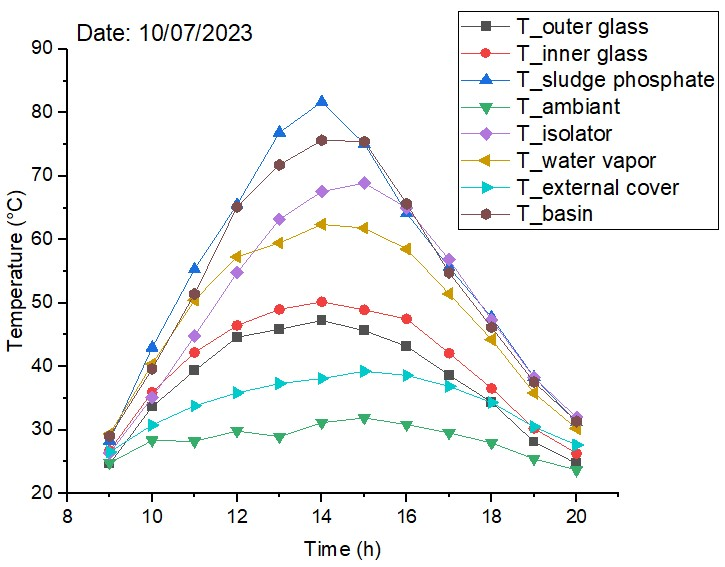 Date: 10/07/2023
T_outer glass
T_inner glass
T_sludge phosphate
T_ambiant
T_isolator
T_water vapor
T_external cover
T_basin
90
80
70
60
50
40
30
20
Temperature (°C)
8 10 12 14 16 18 20
Time (h)